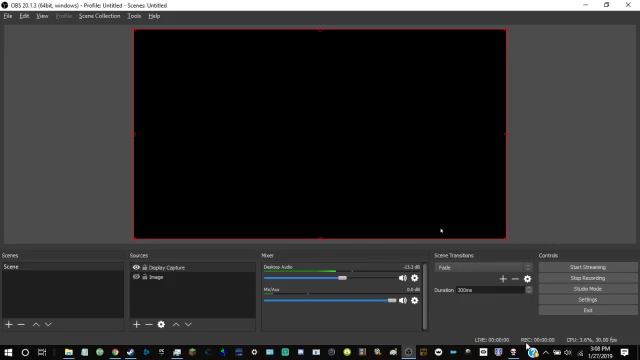 OBS 20.1.3 (64bit, windows) - Profile: Untitled - Scenes: Untitled
File Edit View Profile Scene Collection Tools Help
Scenes Sources Mixer Scene Transitions Controls
Scene
Display Capture
Image
Desktop Audio -13.3 dB
Mic/Aux 0.0 dB
Fade
Duration 300ms
Start Streaming
Stop Recording
Studio Mode
Settings
Exit
LIVE: 00:00:00 REC: 00:00:00 CPU: 3.6%, 30.00 fps
3:08 PM
1/27/2019